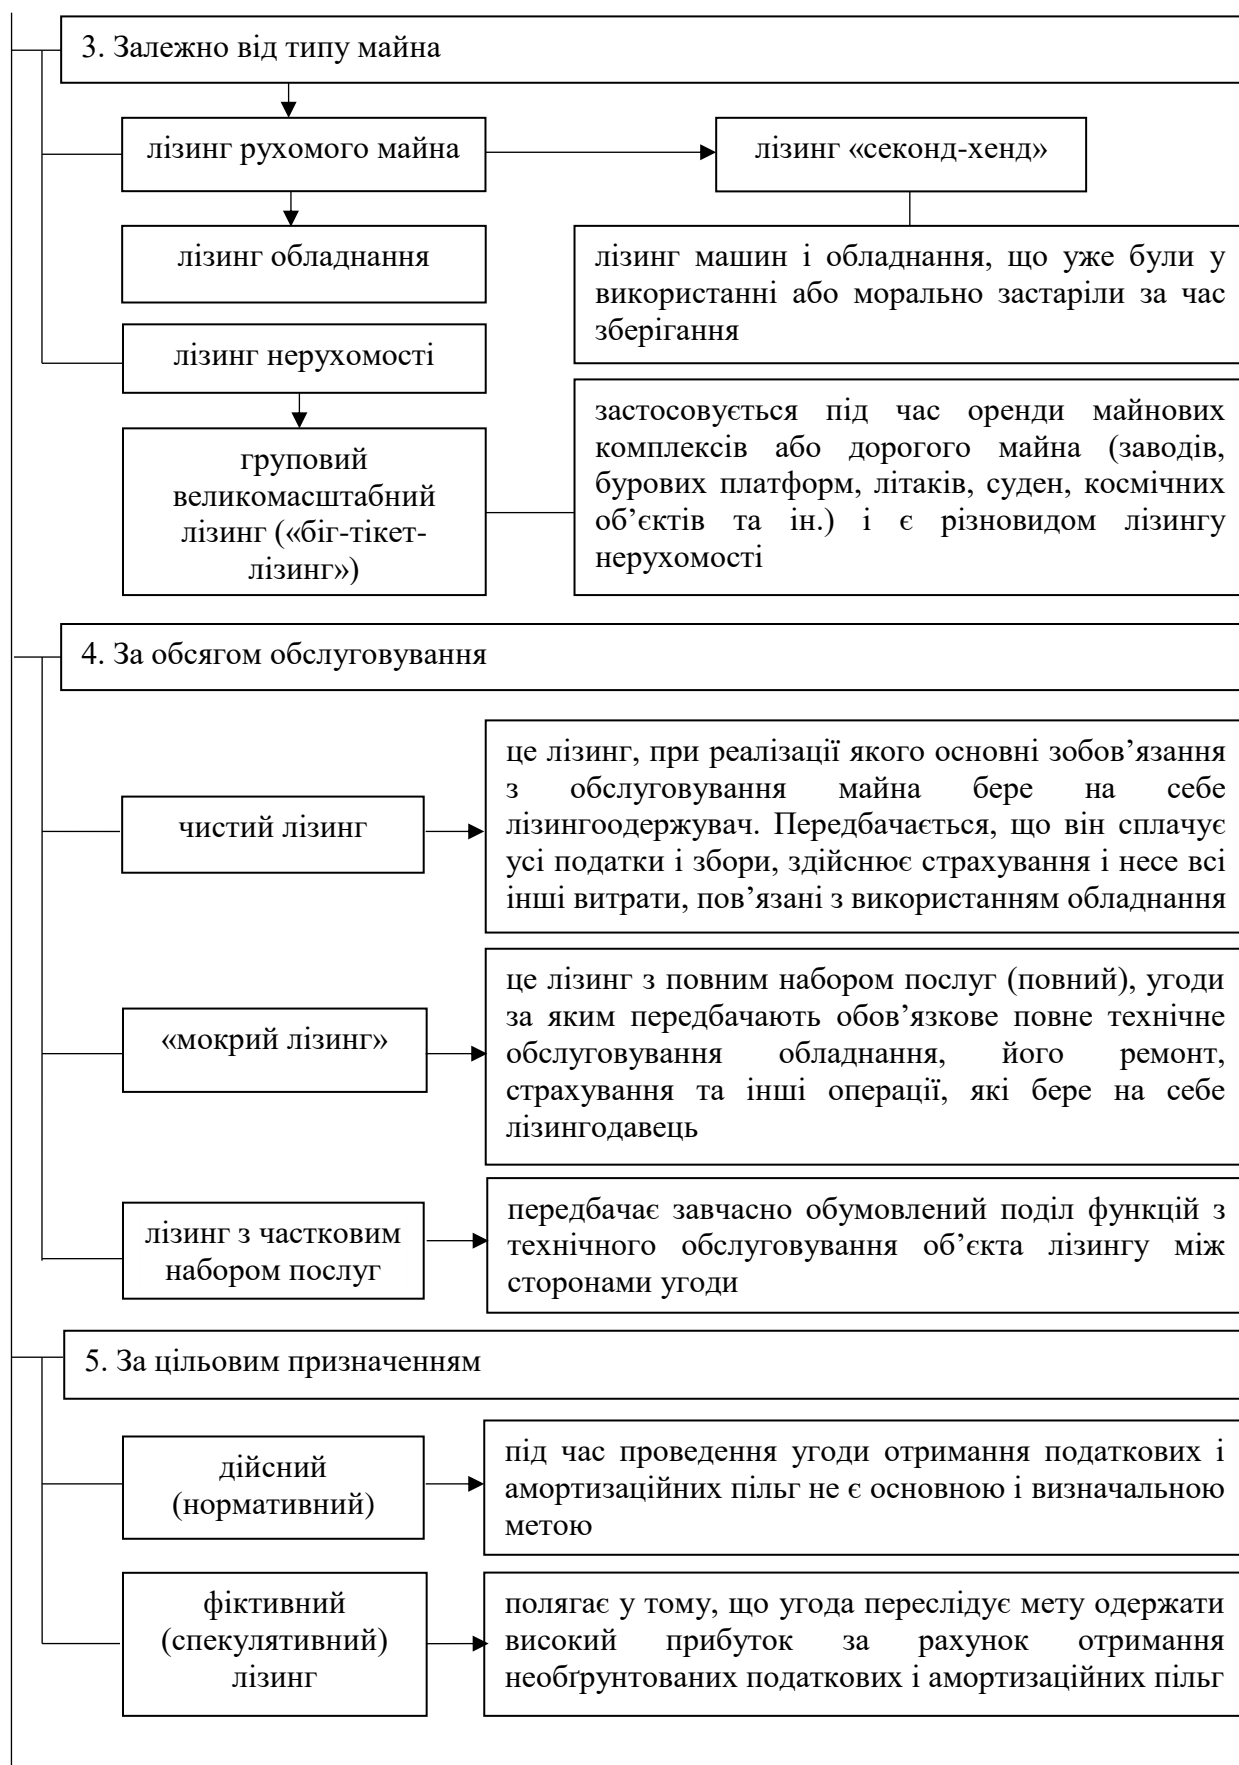 3. Залежно від типу майна
лізинг рухомого майна
лізинг «секонд-хенд»
лізинг обладнання
лізинг машин і обладнання, що уже були у
використанні або морально застаріли за час
зберігання
лізинг нерухомості
груповий
великомасштабний
лізинг («біг-тікет-
лізинг»)
застосовується під час оренди майнових
комплексів або дорогого майна (заводів,
бурових платформ, літаків, суден, космічних
об’єктів та ін.) і є різновидом лізингу
нерухомості
4. За обсягом обслуговування
чистий лізинг
це лізинг, при реалізації якого основні зобов’язання
з обслуговування майна бере на себе
лізингоодержувач. Передбачається, що він сплачує
усі податки і збори, здійснює страхування і несе всі
інші витрати, пов’язані з використанням обладнання
«мокрий лізинг»
це лізинг з повним набором послуг (повний), угоди
за яким передбачають обов’язкове повне технічне
обслуговування обладнання, його ремонт,
страхування та інші операції, які бере на себе
лізингодавець
лізинг з частковим
набором послуг
передбачає завчасно обумовлений поділ функцій з
технічного обслуговування об’єкта лізингу між
сторонами угоди
5. За цільовим призначенням
дійсний
(нормативний)
під час проведення угоди отримання податкових і
амортизаційних пільг не є основною і визначальною
метою
фіктивний
(спекулятивний)
лізинг
полягає у тому, що угода переслідує мету одержати
високий прибуток за рахунок отримання
необґрунтованих податкових і амортизаційних пільг